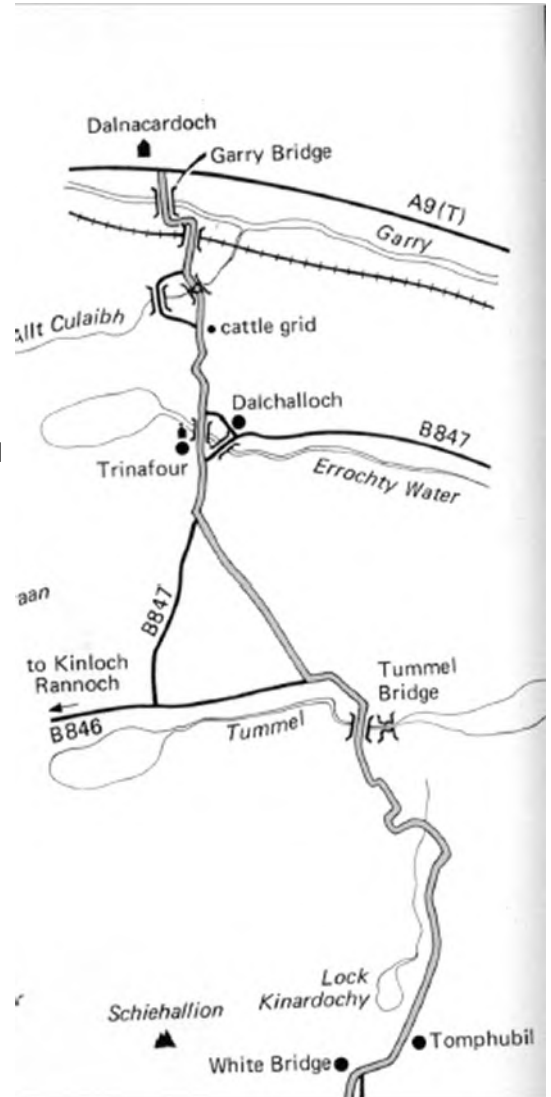 Dalnacardoch
Garry Bridge
A9(T)
Garry
Allt Culaibh
cattle grid
Dalchalloch
B847
Trinafour
Errochty Water
aan
B847
to Kinloch
Rannoch
Tummel
Bridge
B846
Tummel
Lock
Kinardochy
Schiehallion
Tomphubil
White Bridge